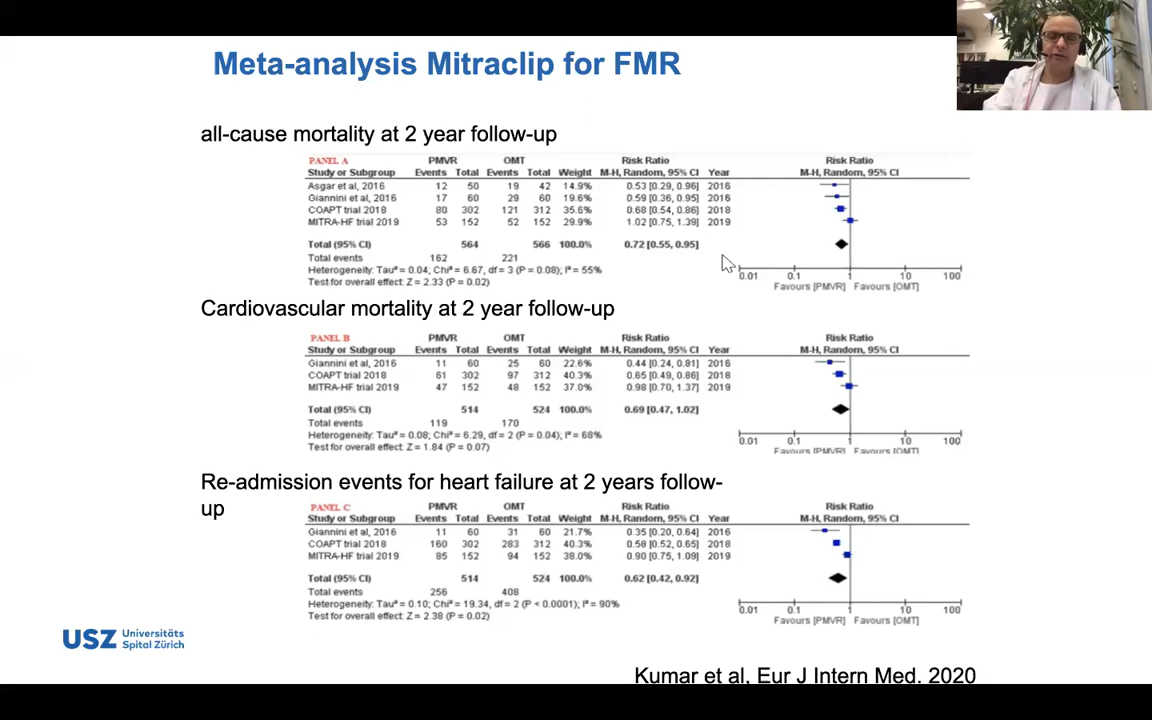 Meta-analysis Mitraclip for FMR
all-cause mortality at 2 year follow-up
PANEL A PMVR OMT Risk Ratio Risk Ratio
Study or Subgroup Events Total Events Total Weight M-H, Random, 95% CI Year M-H, Random, 95% CI
Asgar et al, 2016 12 50 19 42 14.9% 0.53 [0.29, 0.96] 2016
Giannini et al, 2016 17 60 29 60 19.6% 0.59 [0.36, 0.95] 2016
COAPT trial 2018 80 302 121 312 35.6% 0.68 [0.54, 0.86] 2018
MITRA-HF trial 2019 53 152 52 152 29.9% 1.02 [0.75, 1.39] 2019
Total (95% CI) 564 566 100.0% 0.72 [0.55, 0.95]
Total events 162 221
Heterogeneity: Tau² = 0.04; Chi² = 6.67, df = 3 (P = 0.08); I² = 55%
Test for overall effect: Z = 2.33 (P = 0.02)
0.01 0.1 1 10 100
Favours [PMVR] Favours [OMT]
Cardiovascular mortality at 2 year follow-up
PANEL B PMVR OMT Risk Ratio Risk Ratio
Study or Subgroup Events Total Events Total Weight M-H, Random, 95% CI Year M-H, Random, 95% CI
Giannini et al, 2016 11 60 25 60 22.6% 0.44 [0.24, 0.81] 2016
COAPT trial 2018 61 302 97 312 40.3% 0.65 [0.49, 0.86] 2018
MITRA-HF trial 2019 47 152 48 152 37.0% 0.98 [0.70, 1.37] 2019
Total (95% CI) 514 524 100.0% 0.69 [0.47, 1.02]
Total events 119 170
Heterogeneity: Tau² = 0.08; Chi² = 6.29, df = 2 (P = 0.04); I² = 68%
Test for overall effect: Z = 1.84 (P = 0.07)
0.01 0.1 1 10 100
Favours [PMVR] Favours [OMT]
Re-admission events for heart failure at 2 years follow-
up
PANEL C PMVR OMT Risk Ratio Risk Ratio
Study or Subgroup Events Total Events Total Weight M-H, Random, 95% CI Year M-H, Random, 95% CI
Giannini et al, 2016 11 60 31 60 21.7% 0.35 [0.20, 0.64] 2016
COAPT trial 2018 160 302 283 312 40.3% 0.58 [0.52, 0.65] 2018
MITRA-HF trial 2019 85 152 94 152 38.0% 0.90 [0.75, 1.09] 2019
Total (95% CI) 514 524 100.0% 0.62 [0.42, 0.92]
Total events 256 408
Heterogeneity: Tau² = 0.10; Chi² = 19.34, df = 2 (P < 0.0001); I² = 90%
Test for overall effect: Z = 2.38 (P = 0.02)
0.01 0.1 1 10 100
Favours [PMVR] Favours [OMT]
USZ Universitäts
Spital Zürich
Kumar et al, Eur J Intern Med. 2020